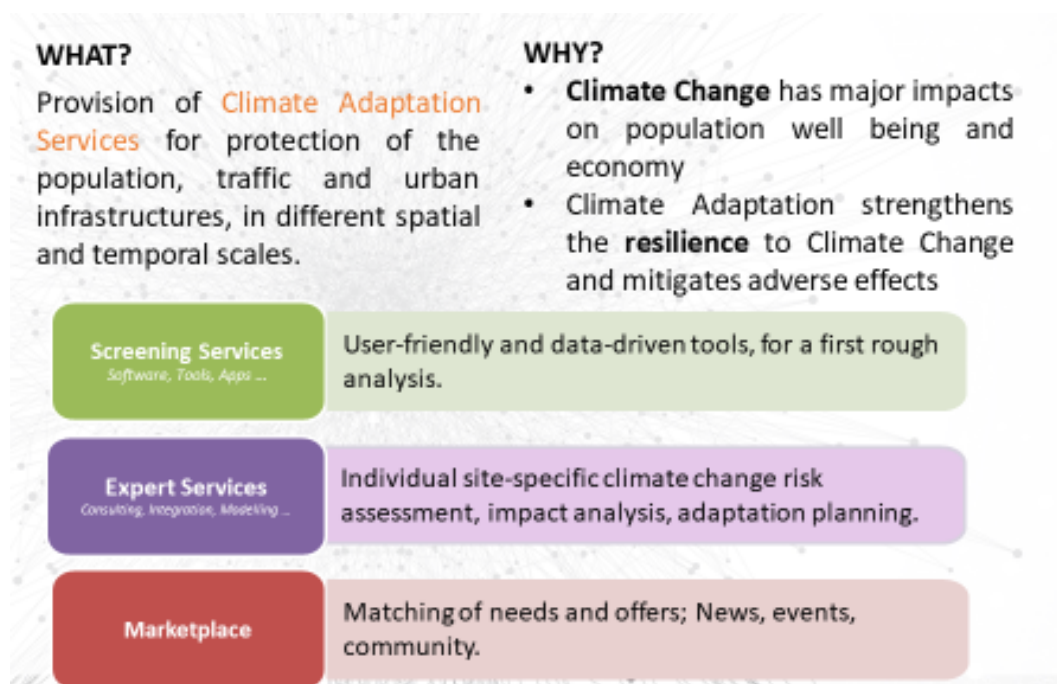 WHAT?
Provision of Climate Adaptation
Services for protection of the
population, traffic and urban
infrastructures, in different spatial
and temporal scales.
WHY?
• Climate Change has major impacts
on population well being and
economy
• Climate Adaptation strengthens
the resilience to Climate Change
and mitigates adverse effects
Screening Services
Software, Tools, Apps ...
User-friendly and data-driven tools, for a first rough
analysis.
Expert Services
Consulting, Integration, Modelling ...
Individual site-specific climate change risk
assessment, impact analysis, adaptation planning.
Marketplace
Matching of needs and offers; News, events,
community.